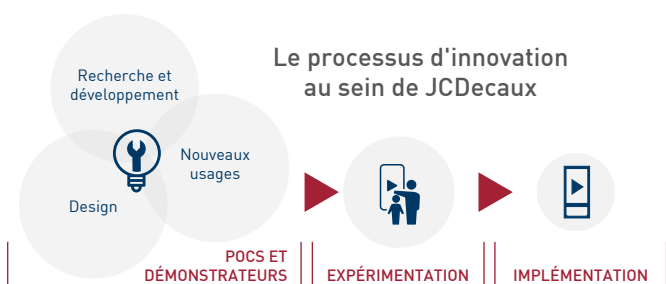 Le processus d'innovation
au sein de JCDecaux
Recherche et
développement
Nouveaux
usages
Design
POCS ET
DÉMONSTRATEURS
EXPÉRIMENTATION
IMPLÉMENTATION